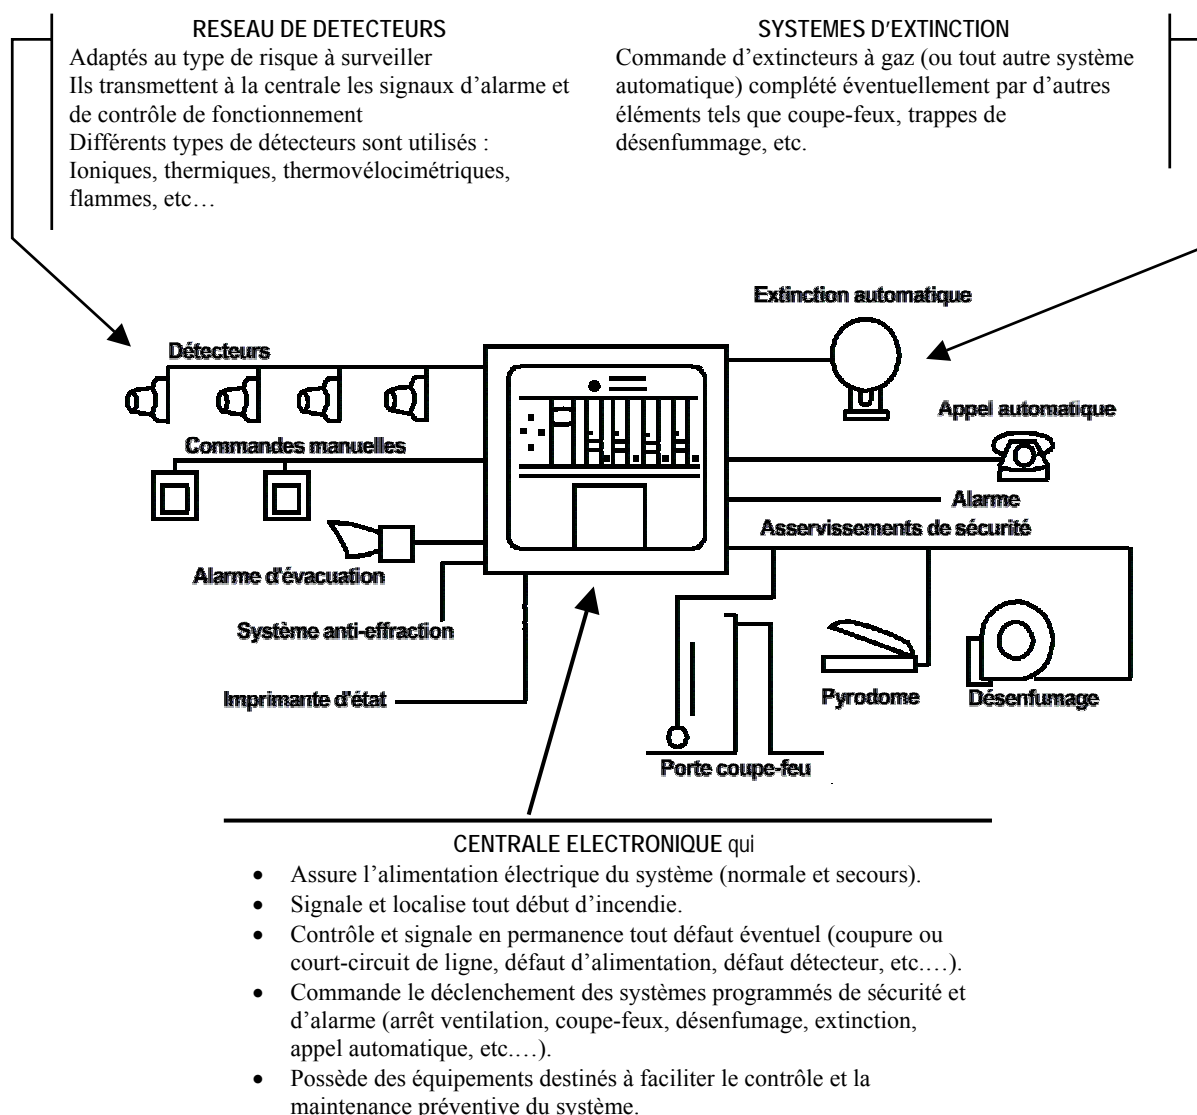 RESEAU DE DETECTEURS
Adaptés au type de risque à surveiller
Ils transmettent à la centrale les signaux d’alarme et
de contrôle de fonctionnement
Différents types de détecteurs sont utilisés :
Ioniques, thermiques, thermovélocimétriques,
flammes, etc…
SYSTEMES D’EXTINCTION
Commande d’extincteurs à gaz (ou tout autre système
automatique) complété éventuellement par d’autres
éléments tels que coupe-feux, trappes de
désenfummage, etc.
Extinction automatique
Détecteurs
Appel automatique
Commandes manuelles
Alarme
Asservissements de sécurité
Alarme d'évacuation
Système anti-effraction
Imprimante d'état
Pyrodome
Désenfumage
Porte coupe-feu
CENTRALE ELECTRONIQUE qui
• Assure l’alimentation électrique du système (normale et secours).
• Signale et localise tout début d’incendie.
• Contrôle et signale en permanence tout défaut éventuel (coupure ou
court-circuit de ligne, défaut d’alimentation, défaut détecteur, etc.…).
• Commande le déclenchement des systèmes programmés de sécurité et
d’alarme (arrêt ventilation, coupe-feux, désenfumage, extinction,
appel automatique, etc.…).
• Possède des équipements destinés à faciliter le contrôle et la
maintenance préventive du système.